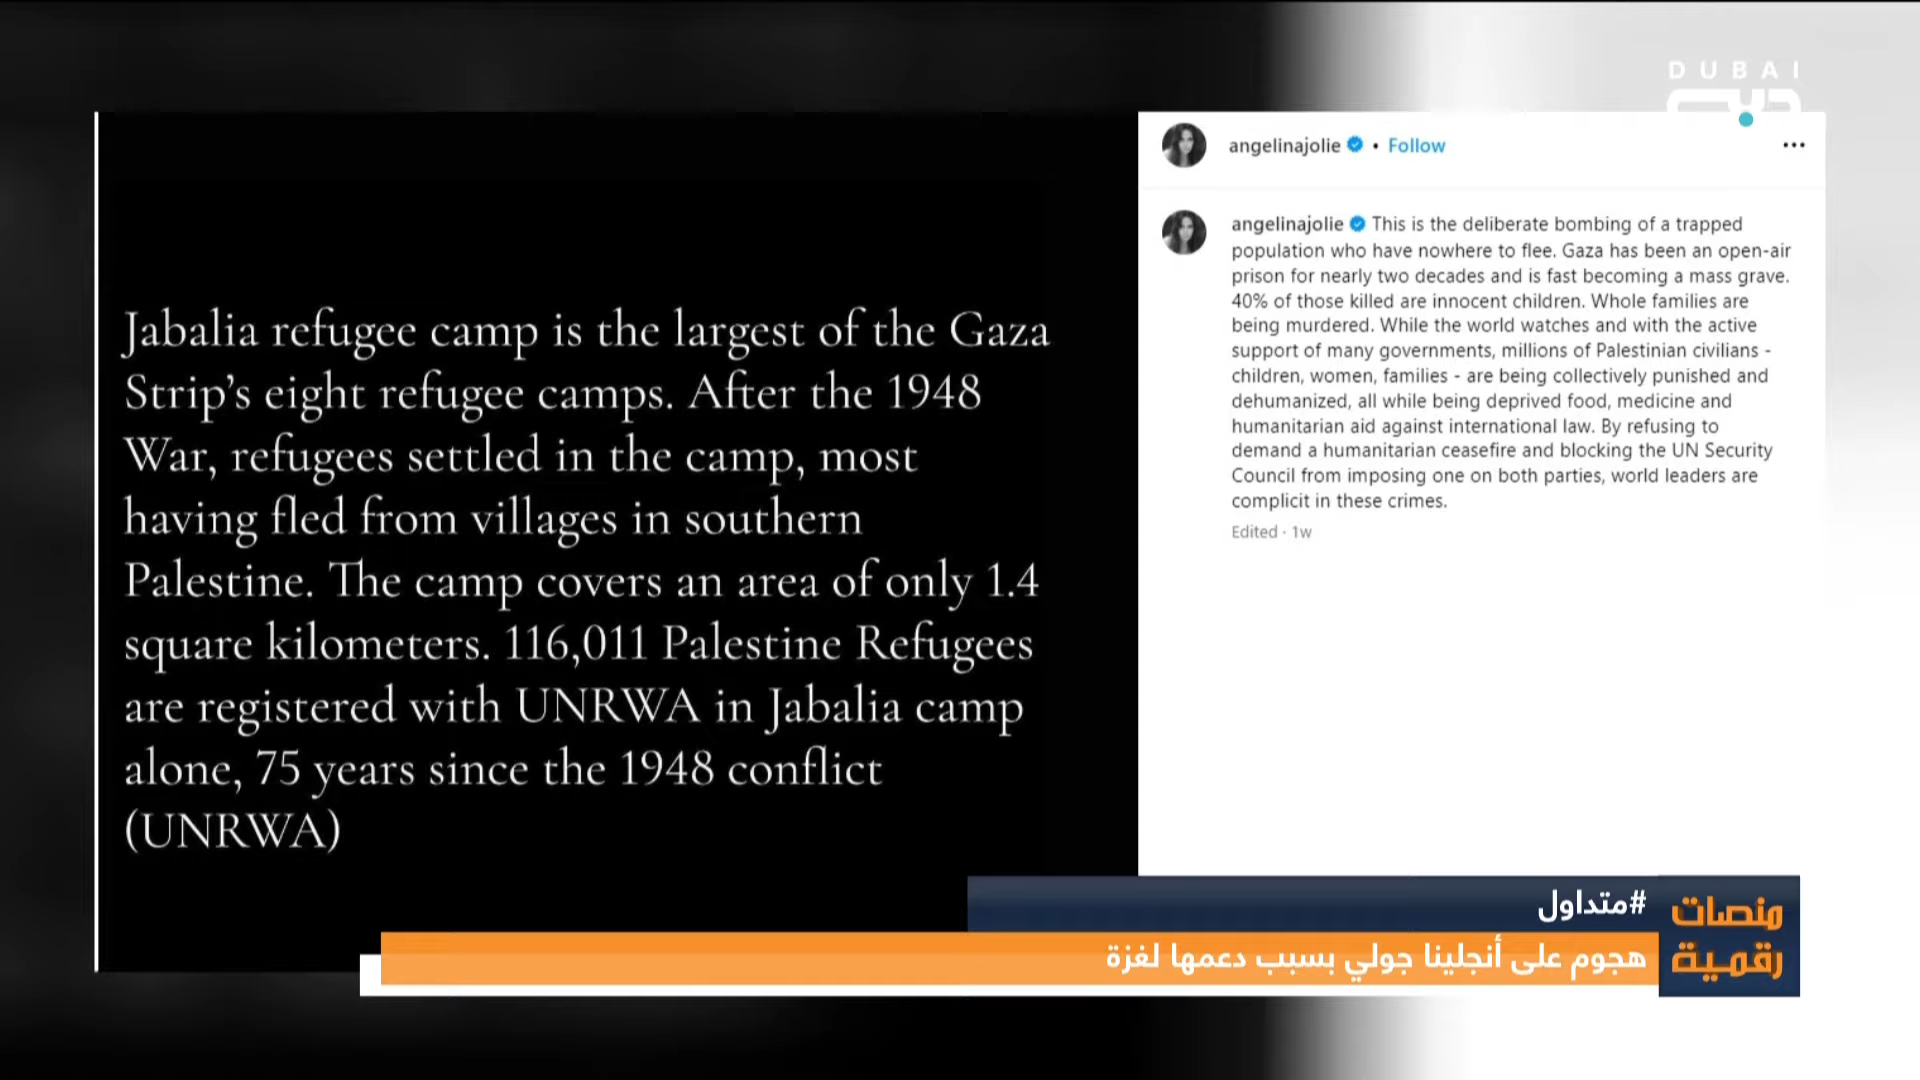 DUBAI
دبي
Jabalia refugee camp is the largest of the Gaza
Strip’s eight refugee camps. After the 1948
War, refugees settled in the camp, most
having fled from villages in southern
Palestine. The camp covers an area of only 1.4
square kilometers. 116,011 Palestine Refugees
are registered with UNRWA in Jabalia camp
alone, 75 years since the 1948 conflict
(UNRWA)
angelinajolie • Follow
angelinajolie This is the deliberate bombing of a trapped
population who have nowhere to flee. Gaza has been an open-air
prison for nearly two decades and is fast becoming a mass grave.
40% of those killed are innocent children. Whole families are
being murdered. While the world watches and with the active
support of many governments, millions of Palestinian civilians -
children, women, families - are being collectively punished and
dehumanized, all while being deprived food, medicine and
humanitarian aid against international law. By refusing to
demand a humanitarian ceasefire and blocking the UN Security
Council from imposing one on both parties, world leaders are
complicit in these crimes.
Edited · 1w
#متداول
هجوم على أنجلينا جولي بسبب دعمها لغزة
منصات
رقمية